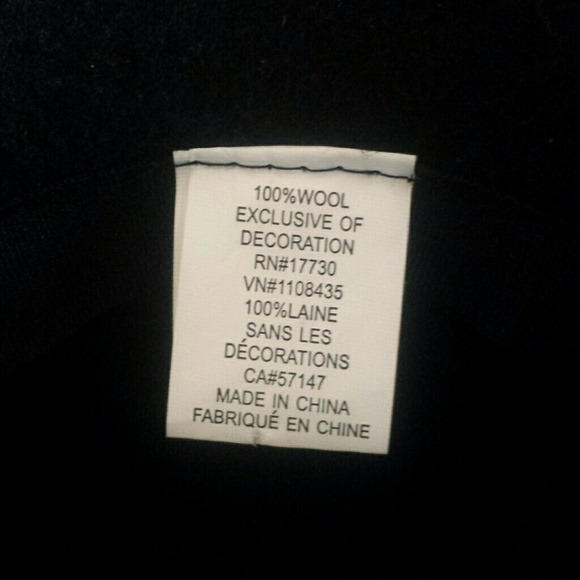 100%WOOL
EXCLUSIVE OF
DECORATION
RN#17730
VN#1108435
100%LAINE
SANS LES
DÉCORATIONS
CA#57147
MADE IN CHINA
FABRIQUÉ EN CHINE